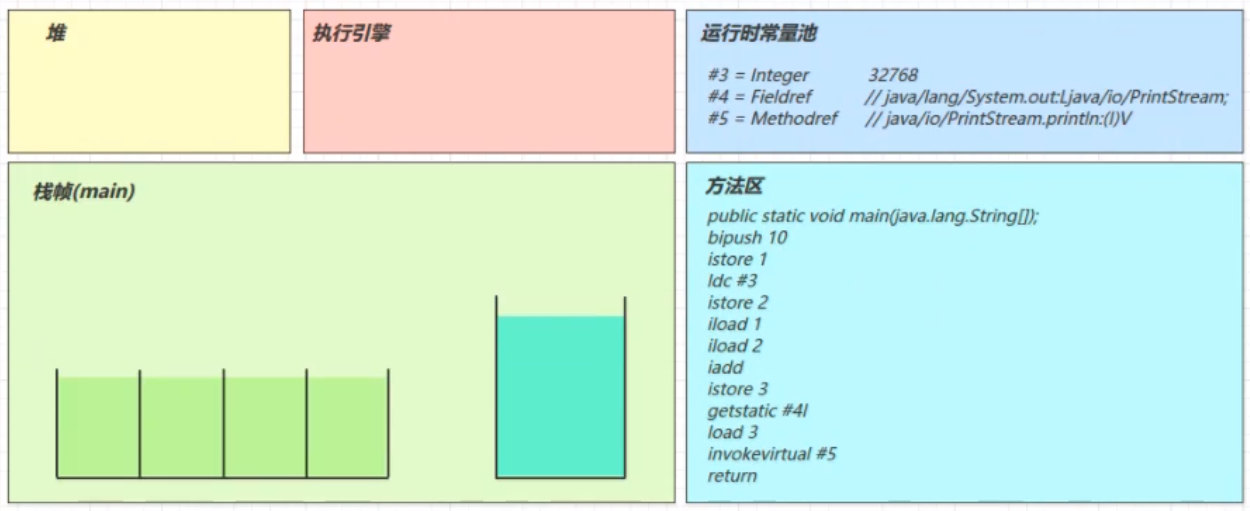 堆
执行引擎
运行时常量池
#3 = Integer 32768
#4 = Fieldref // java/lang/System.out:Ljava/io/PrintStream;
#5 = Methodref // java/io/PrintStream.println:(I)V
栈帧(main)
方法区
public static void main(java.lang.String[]);
bipush 10
istore 1
ldc #3
istore 2
iload 1
iload 2
iadd
istore 3
getstatic #4I
load 3
invokevirtual #5
return